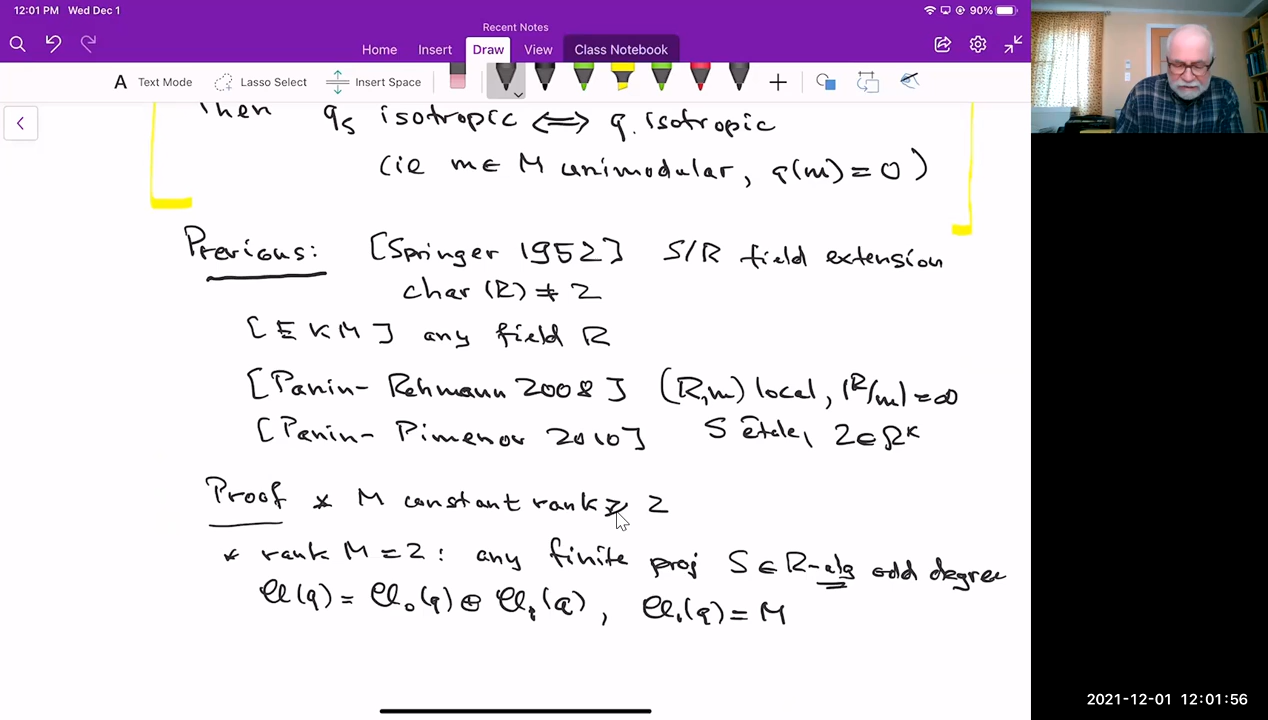 12:01 PM Wed Dec 1
90%
Recent Notes
Home Insert Draw View Class Notebook
Text Mode Lasso Select Insert Space
Then q_S isotropic ⟺ q isotropic
(ie m ∈ M unimodular, q(m) = 0)
Previous: [Springer 1952] S/R field extension
char (R) ≠ 2
[EKM] any field R
[Panin-Rehmann 2008] (R,m) local, |R/m| = ∞
[Panin-Pimenov 2010] S étale, 2 ∈ R^×
Proof * M constant rank ≥ 2
* rank M = 2: any finite proj S ∈ R-alg odd degree
Cl(q) = Cl_0(q) ⊕ Cl_1(q), Cl_1(q) = M
2021-12-01 12:01:56